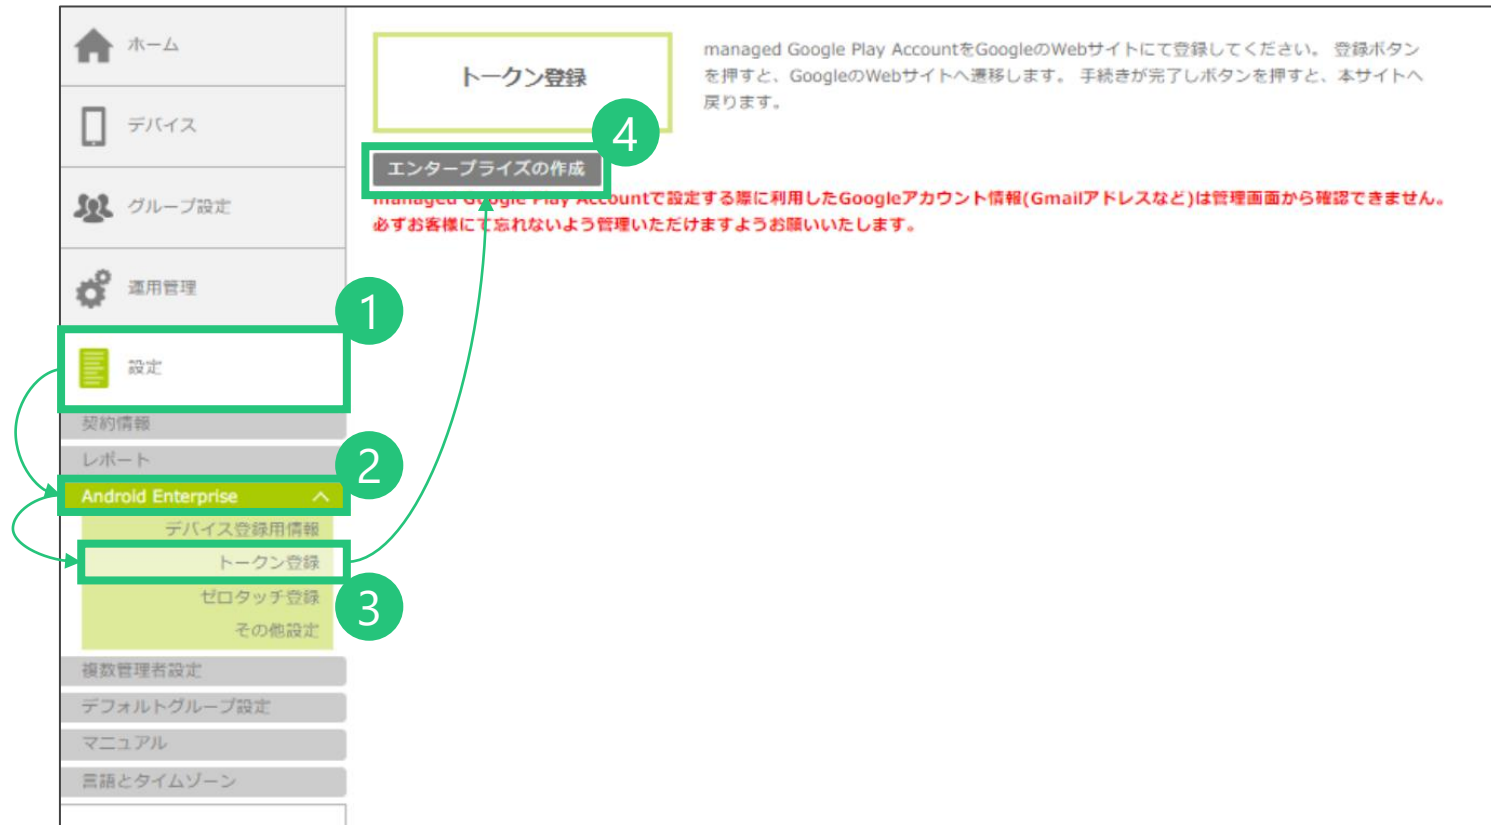 ホーム
デバイス
グループ設定
運用管理
1
設定
契約情報
レポート
2
Android Enterprise
デバイス登録用情報
トークン登録
3
ゼロタッチ登録
その他設定
複数管理者設定
デフォルトグループ設定
マニュアル
言語とタイムゾーン
トークン登録
managed Google Play AccountをGoogleのWebサイトにて登録してください。 登録ボタン
を押すと、GoogleのWebサイトへ遷移します。 手続きが完了しボタンを押すと、本サイトへ
戻ります。
4
エンタープライズの作成
managed Google Play Accountで設定する際に利用したGoogleアカウント情報(Gmailアドレスなど)は管理画面から確認できません。
必ずお客様にて忘れないよう管理いただけますようお願いいたします。